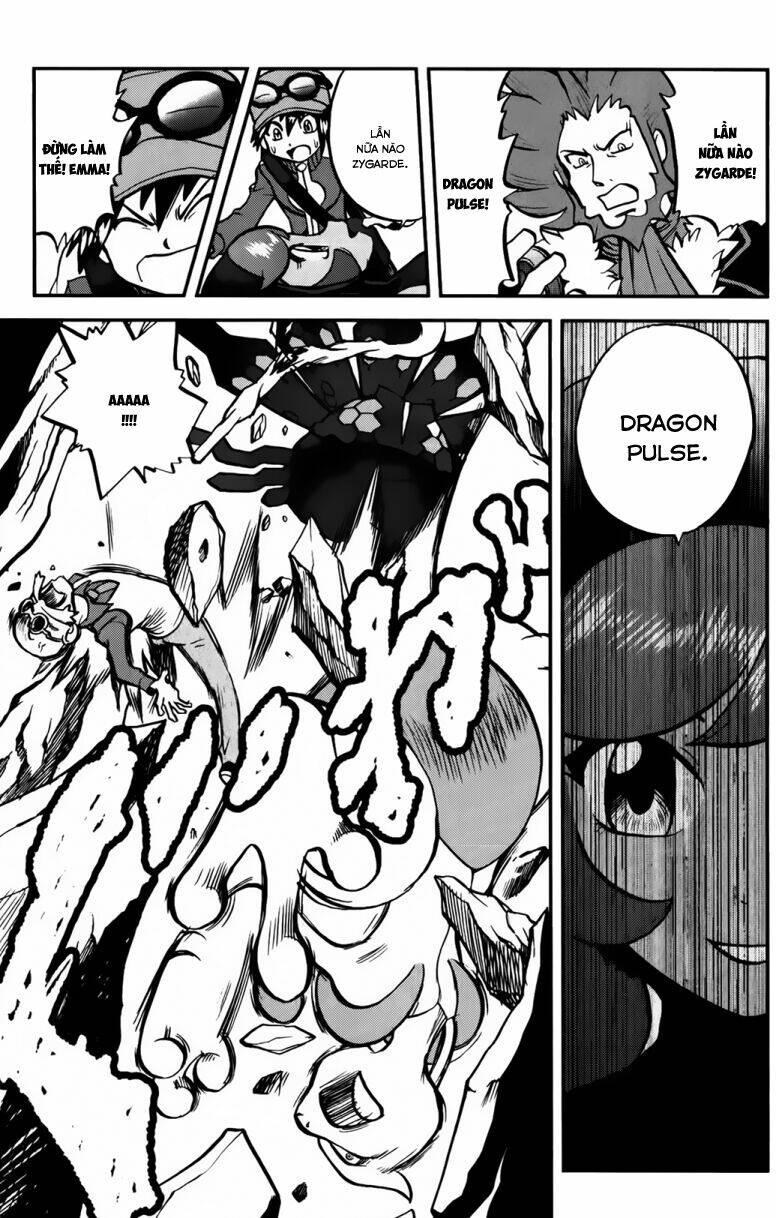 LẦN
NỮA NÀO
ZYGARDE.
DRAGON
PULSE!
LẦN
NỮA NÀO
ZYGARDE.
ĐỪNG LÀM
THẾ! EMMA!
DRAGON
PULSE.
AAAAA
!!!!